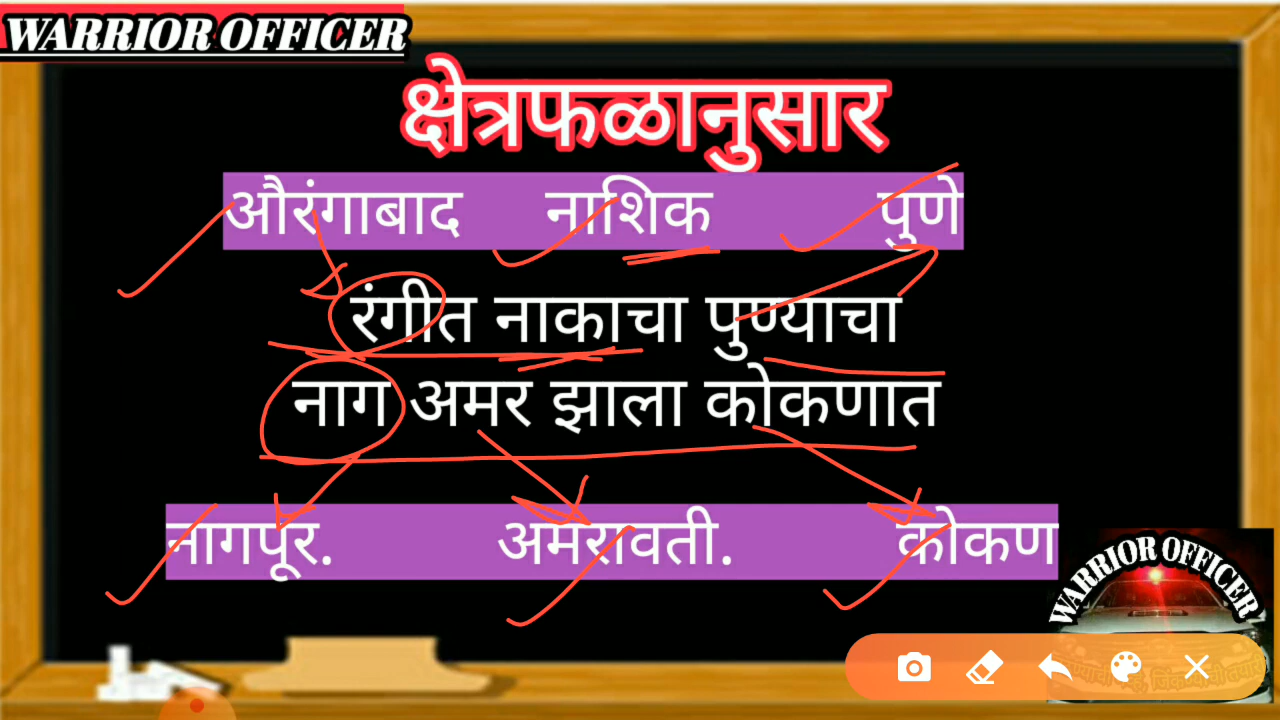 WARRIOR OFFICER
क्षेत्रफळानुसार
औरंगाबाद नाशिक पुणे
रंगीत नाकाचा पुण्याचा
नाग अमर झाला कोकणात
नागपूर. अमरावती. कोकण
WARRIOR OFFICER